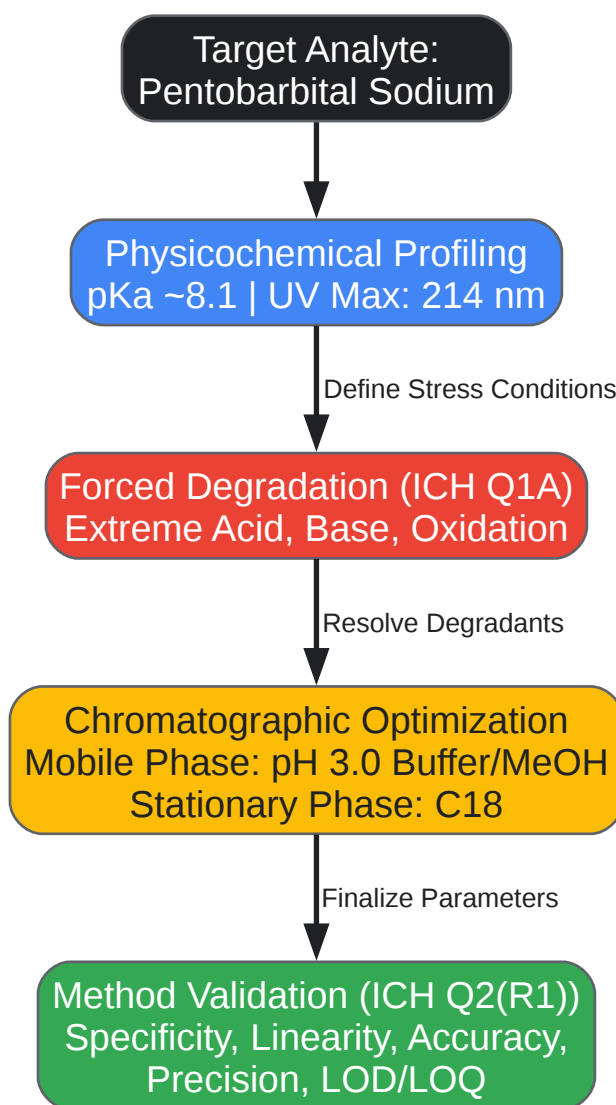 Target Analyte:
Pentobarbital Sodium
Physicochemical Profiling
pKa ~8.1 | UV Max: 214 nm
Define Stress Conditions
Forced Degradation (ICH Q1A)
Extreme Acid, Base, Oxidation
Resolve Degradants
Chromatographic Optimization
Mobile Phase: pH 3.0 Buffer/MeOH
Stationary Phase: C18
Finalize Parameters
Method Validation (ICH Q2(R1))
Specificity, Linearity, Accuracy,
Precision, LOD/LOQ